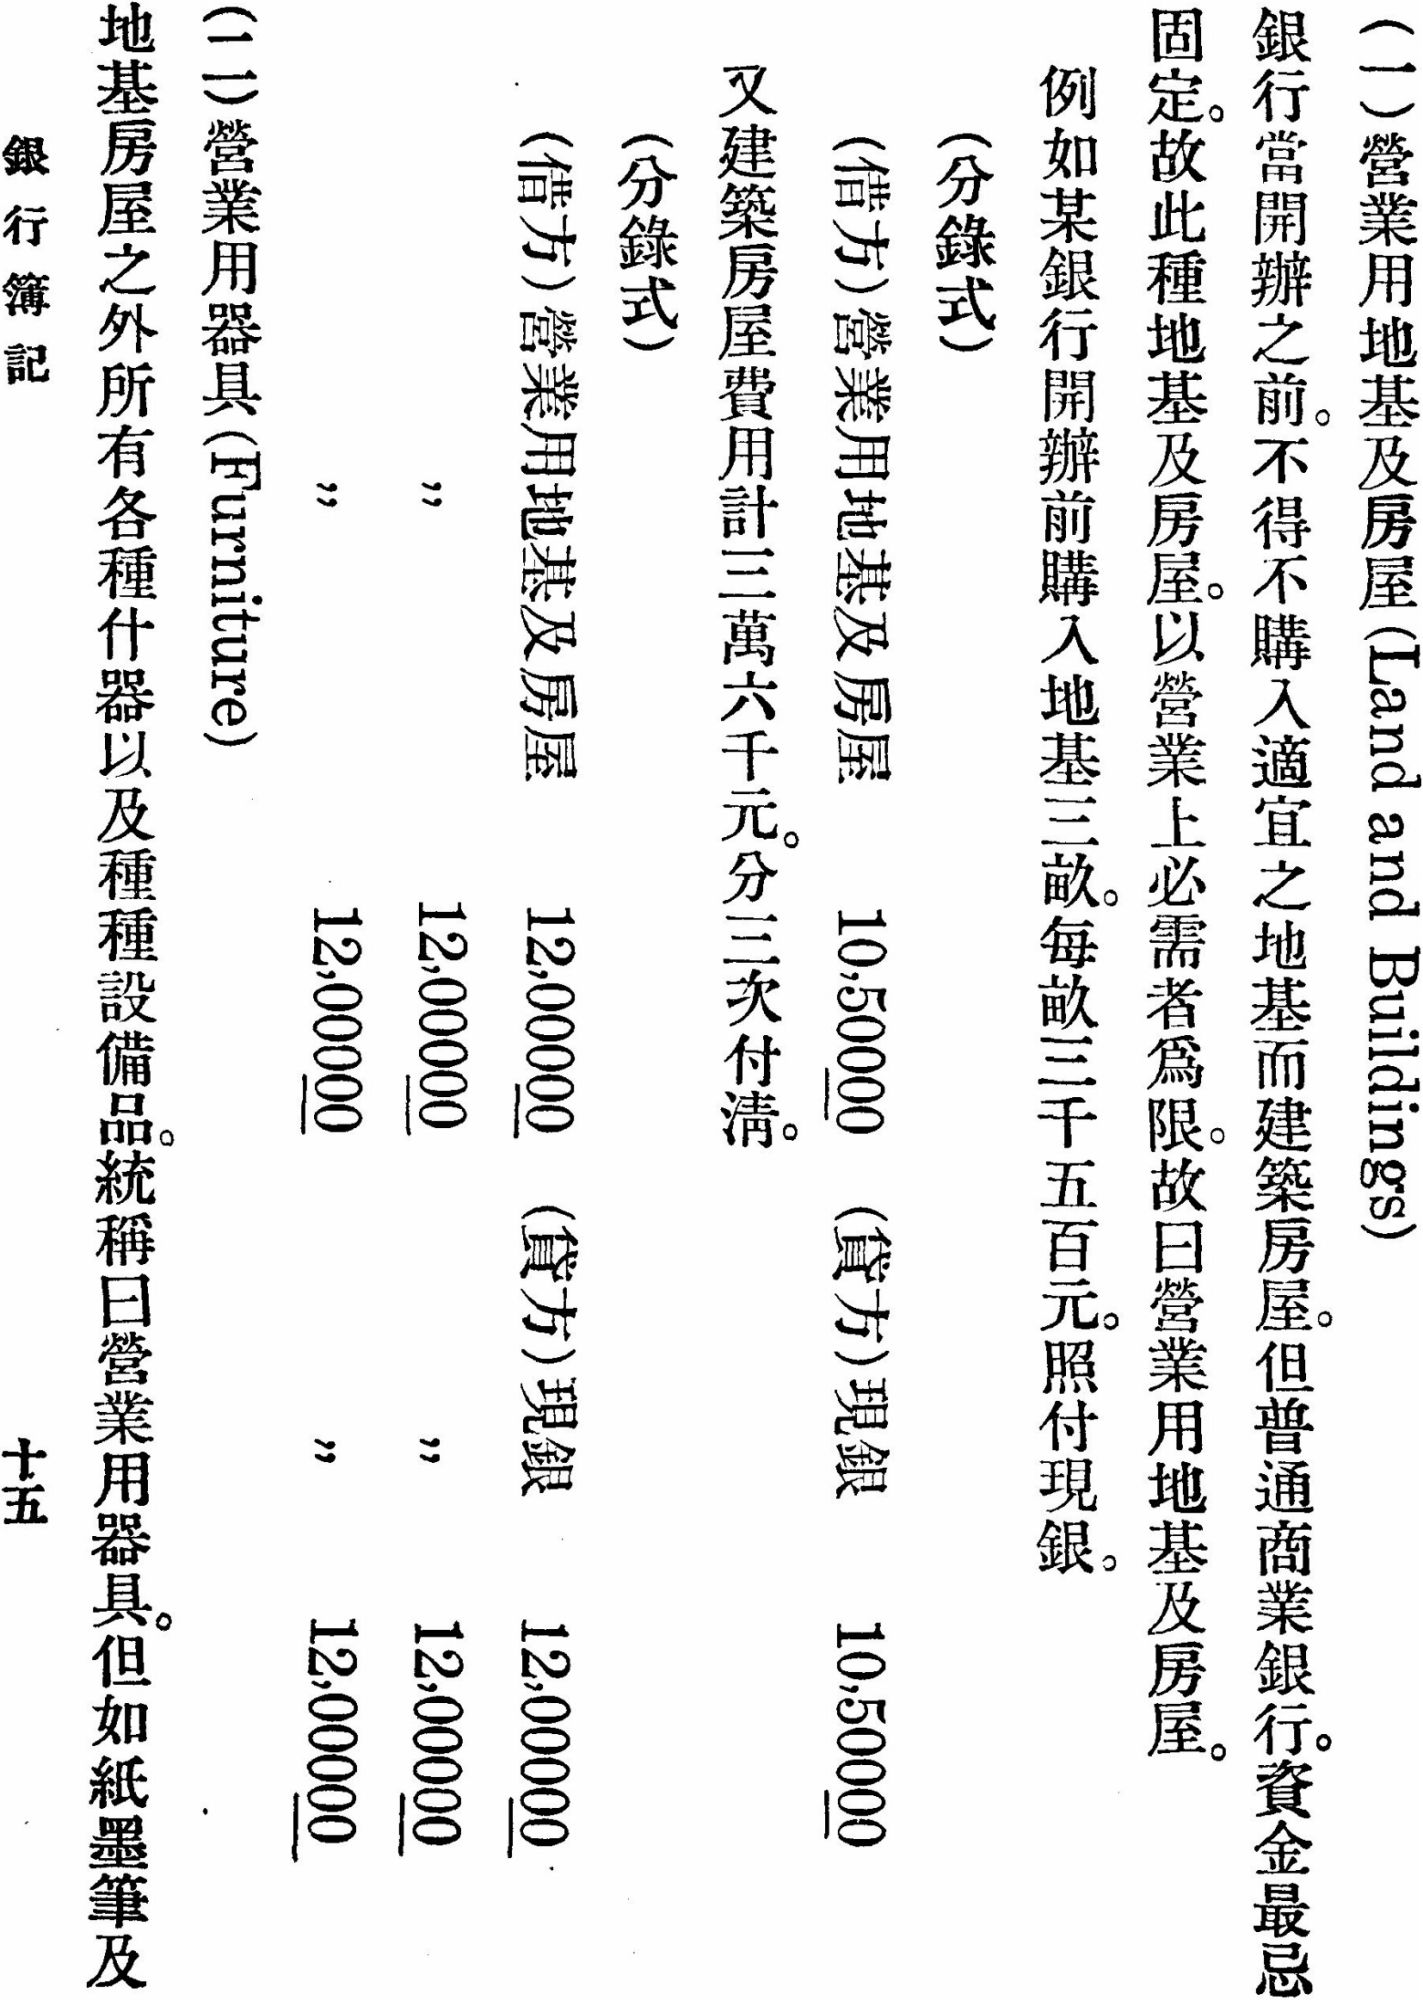 (一)營業用地基及房屋(Land and Buildings)
銀行當開辦之前。不得不購入適宜之地基而建築房屋。但普通商業銀行。資金最忌
固定。故此種地基及房屋。以營業上必需者爲限。故曰營業用地基及房屋。
例如某銀行開辦前購入地基三畝。每畝三千五百元。照付現銀。
(分錄式)
(借方)營業用地基及房屋 10,50000 (貸方)現銀 10,50000
又建築房屋費用計三萬六千元。分三次付淸。
(分錄式)
(借方)營業用地基及房屋 12,00000 (貸方)現銀 12,00000
” 12,00000 ” 12,00000
” 12,00000 ” 12,00000
(二)營業用器具(Furniture)
地基房屋之外所有各種什器以及種種設備品。統稱曰營業用器具。但如紙墨筆及
銀行簿記 十五